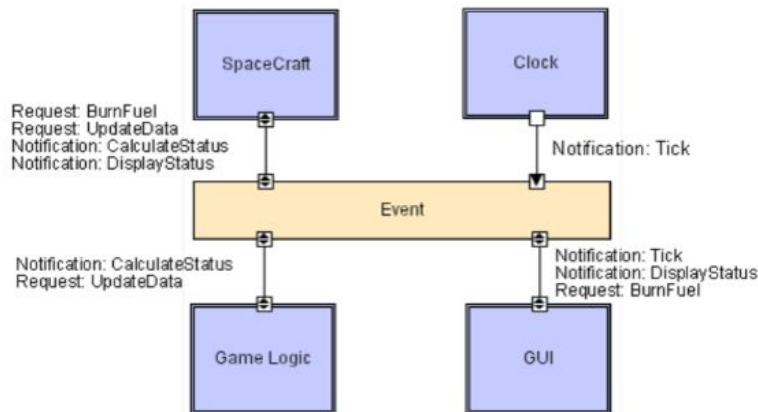 SpaceCraft
Clock
Request: BurnFuel
Request: UpdateData
Notification: CalculateStatus
Notification: DisplayStatus
Notification: Tick
Event
Notification: CalculateStatus
Request: UpdateData
Notification: Tick
Notification: DisplayStatus
Request: BurnFuel
Game Logic
GUI